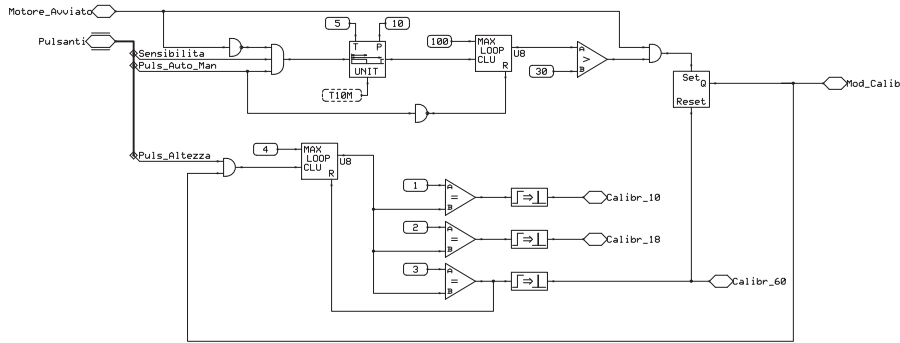 Motore_Avviato
Pulsanti
Sensibilita
Puls_Auto_Man
5
10
T P
UNIT
T10M
100
MAX
LOOP
CLU
R
U8
30
A
>
B
Set
Q
Reset
Mod_Calib
Puls_Altezza
4
MAX
LOOP
CLU
R
U8
1
A
=
B
Calibr_10
2
A
=
B
Calibr_18
3
A
=
B
Calibr_60